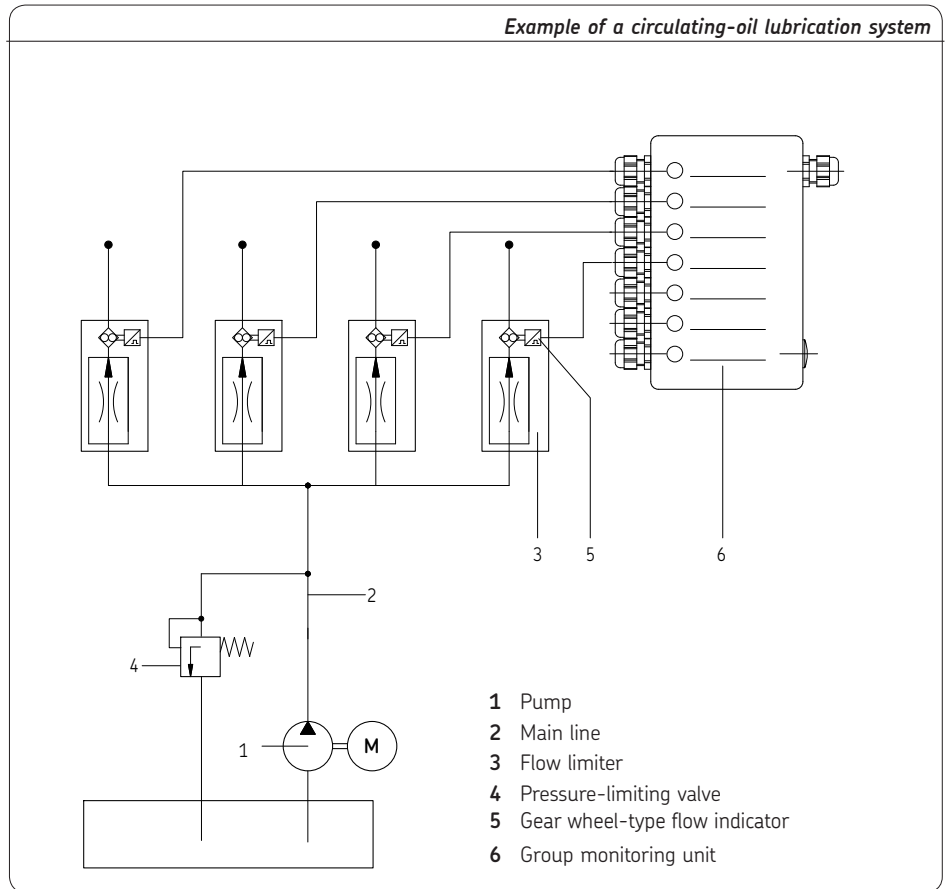 Example of a circulating-oil lubrication system
3
5
6
2
4
1
M
1 Pump
2 Main line
3 Flow limiter
4 Pressure-limiting valve
5 Gear wheel-type flow indicator
6 Group monitoring unit